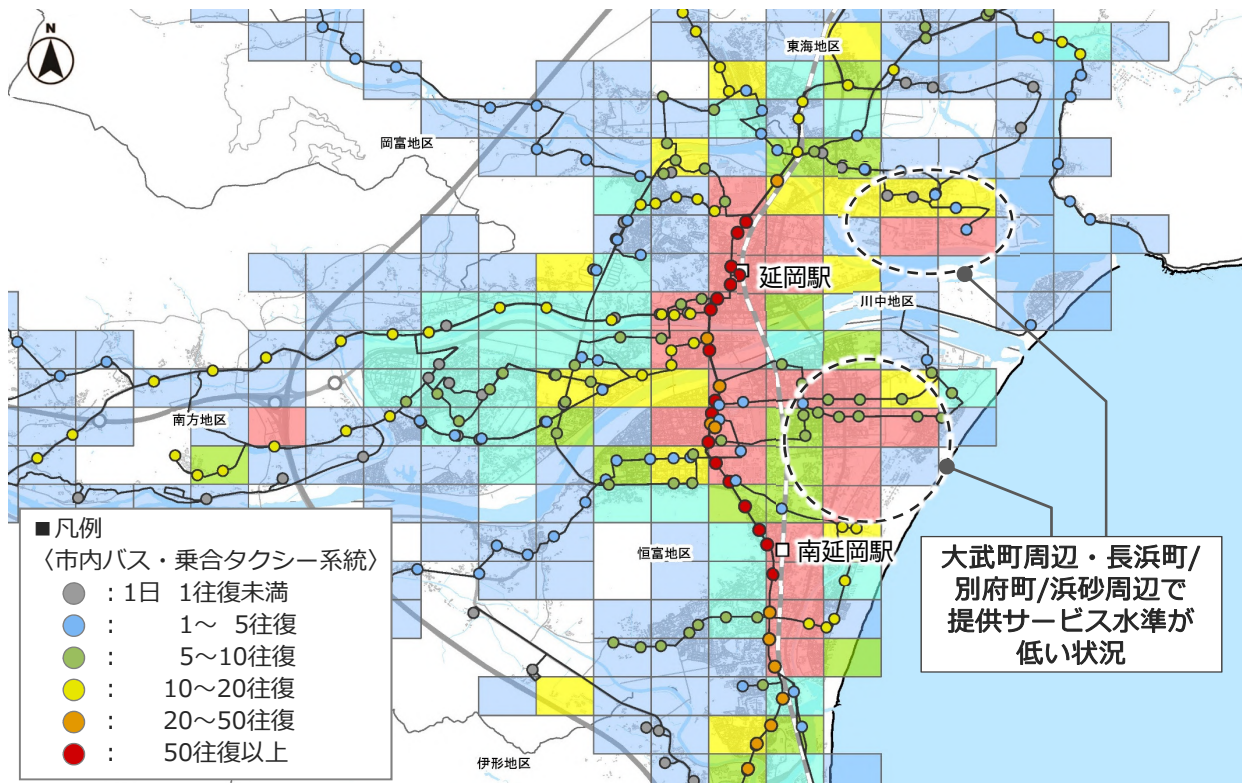 N
東海地区
岡富地区
延岡駅
川中地区
南方地区
恒富地区
南延岡駅
伊形地区
■凡例
〈市内バス・乗合タクシー系統〉
：1日 1往復未満
： 1～ 5往復
： 5～10往復
： 10～20往復
： 20～50往復
： 50往復以上
大武町周辺・長浜町/
別府町/浜砂周辺で
提供サービス水準が
低い状況